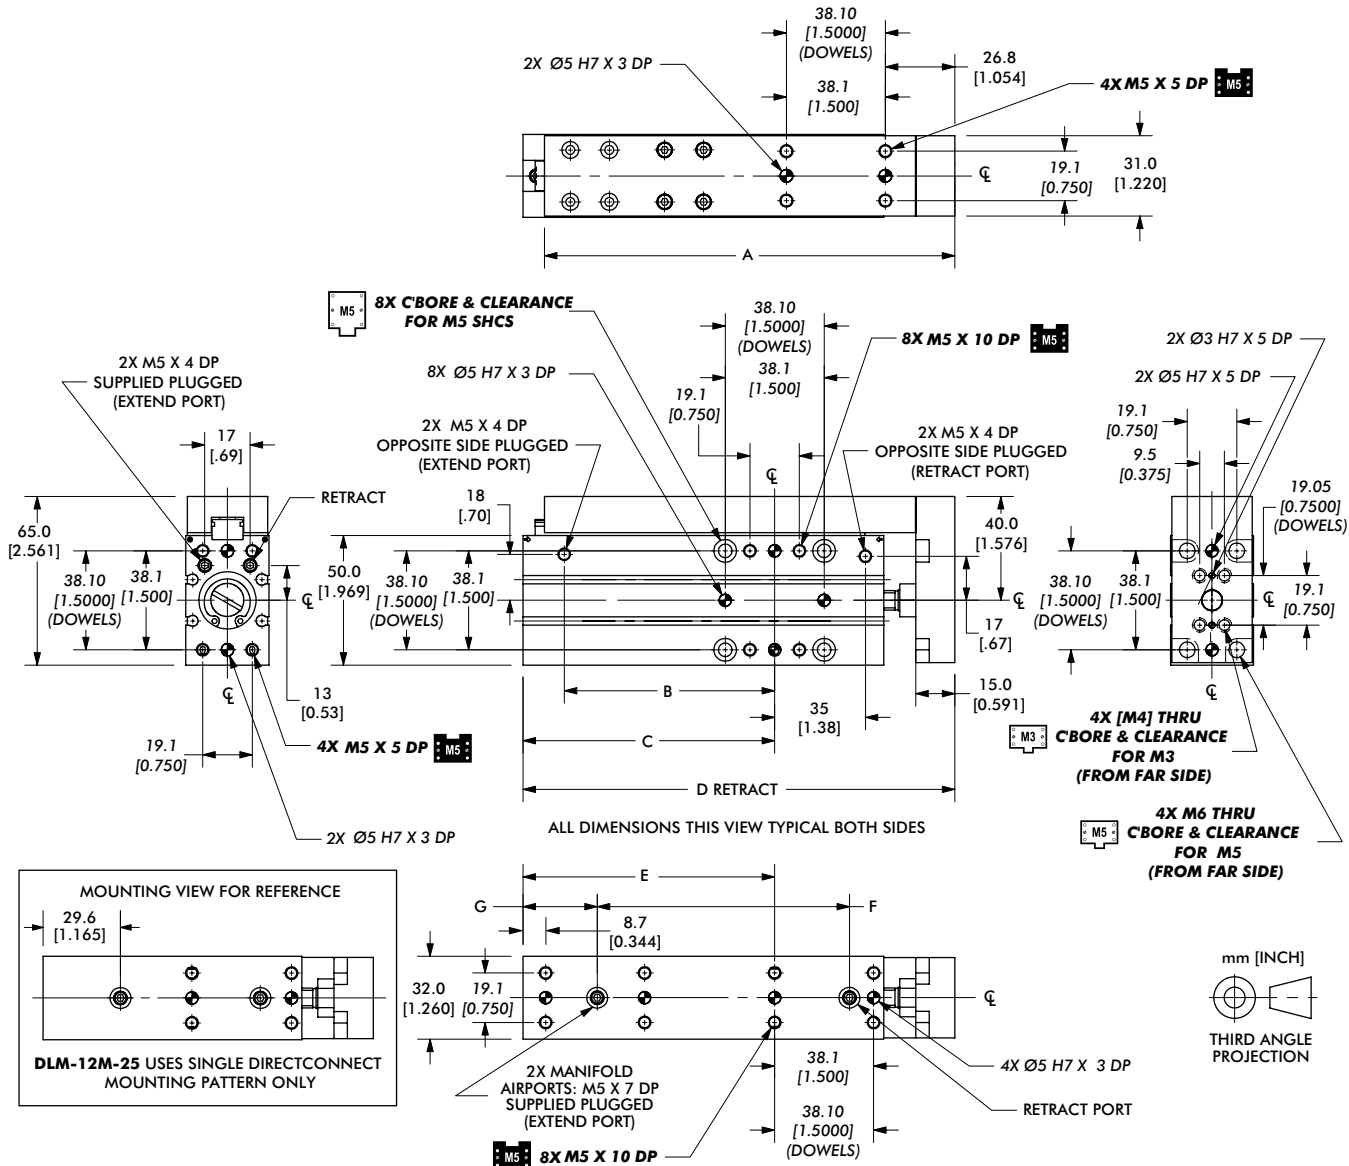 38.10
[1.5000]
(DOWELS)
2X Ø5 H7 X 3 DP
38.1
[1.500]
26.8
[1.054]
4X M5 X 5 DP M5
19.1
[0.750]
31.0
[1.220]
℄
A
M5 8X C'BORE & CLEARANCE
FOR M5 SHCS
2X M5 X 4 DP
SUPPLIED PLUGGED
(EXTEND PORT)
8X Ø5 H7 X 3 DP
38.10
[1.5000]
(DOWELS)
38.1
[1.500]
19.1
[0.750]
8X M5 X 10 DP M5
2X M5 X 4 DP
OPPOSITE SIDE PLUGGED
(EXTEND PORT)
2X M5 X 4 DP
OPPOSITE SIDE PLUGGED
(RETRACT PORT)
2X Ø3 H7 X 5 DP
2X Ø5 H7 X 5 DP
19.1
[0.750]
9.5
[0.375]
17
[.69]
RETRACT
65.0
[2.561]
38.10
[1.5000]
(DOWELS)
38.1
[1.500]
℄
℄
13
[0.53]
19.1
[0.750]
4X M5 X 5 DP M5
2X Ø5 H7 X 3 DP
18
[.70]
50.0
[1.969]
38.10
[1.5000]
(DOWELS)
38.1
[1.500]
℄
40.0
[1.576]
℄
17
[.67]
B
35
[1.38]
15.0
[0.591]
C
D RETRACT
ALL DIMENSIONS THIS VIEW TYPICAL BOTH SIDES
19.05
[0.7500]
(DOWELS)
38.10
[1.5000]
(DOWELS)
38.1
[1.500]
℄
19.1
[0.750]
℄
M3 4X [M4] THRU
C'BORE & CLEARANCE
FOR M3
(FROM FAR SIDE)
M5 4X M6 THRU
C'BORE & CLEARANCE
FOR M5
(FROM FAR SIDE)
MOUNTING VIEW FOR REFERENCE
29.6
[1.165]
DLM-12M-25 USES SINGLE DIRECTCONNECT
MOUNTING PATTERN ONLY
E
G
F
8.7
[0.344]
32.0
[1.260]
19.1
[0.750]
℄
2X MANIFOLD
AIRPORTS: M5 X 7 DP
SUPPLIED PLUGGED
(EXTEND PORT)
M5 8X M5 X 10 DP
38.1
[1.500]
38.10
[1.5000]
(DOWELS)
4X Ø5 H7 X 3 DP
RETRACT PORT
mm [INCH]
THIRD ANGLE
PROJECTION